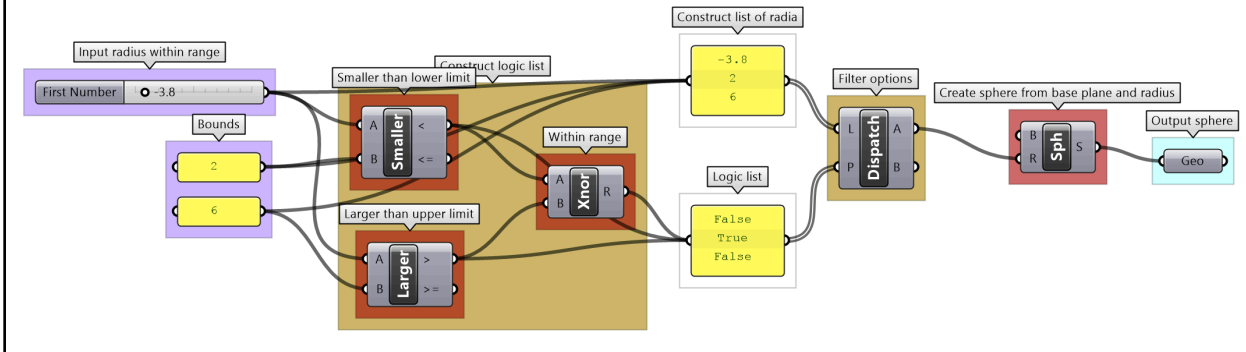 Construct list of radia
Input radius within range
Construct logic list
Smaller than lower limit
First Number
-3.8
-3.8
2
6
Filter options
Create sphere from base plane and radius
Output sphere
Bounds
2
6
A
B
Smaller
<
<=
Within range
A
B
Xnor
R
Larger than upper limit
A
B
Larger
>
>=
Logic list
False
True
False
L
P
Dispatch
A
B
B
R
Sph
S
Geo